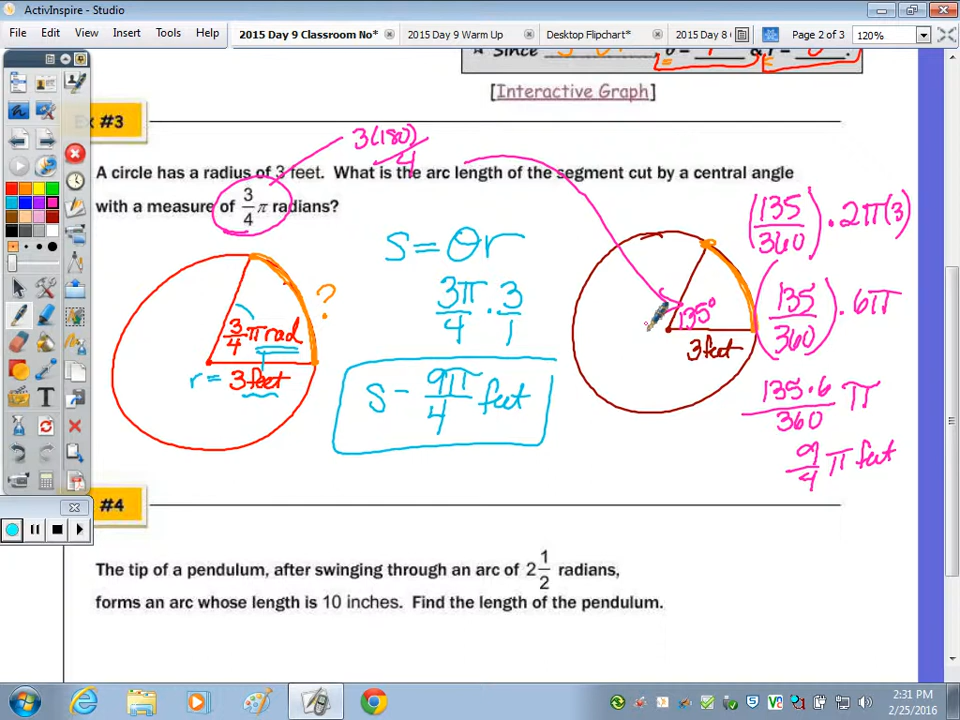 ActivInspire - Studio
File Edit View Insert Tools Help
2015 Day 9 Classroom No*
2015 Day 9 Warm Up
Desktop Flipchart*
2015 Day 8
Page 2 of 3
120%
[Interactive Graph]
Ex #3
3(180)/4
A circle has a radius of 3 feet. What is the arc length of the segment cut by a central angle
with a measure of 3/4 π radians?
S = θr
3π/4 · 3/1
S = 9π/4 feet
?
3/4 π rad
r = 3 feet
135°
3 feet
(135/360) · 2π(3)
(135/360) · 6π
135·6/360 π
9/4 π feet
#4
The tip of a pendulum, after swinging through an arc of 2 1/2 radians,
forms an arc whose length is 10 inches. Find the length of the pendulum.
2:31 PM
2/25/2016